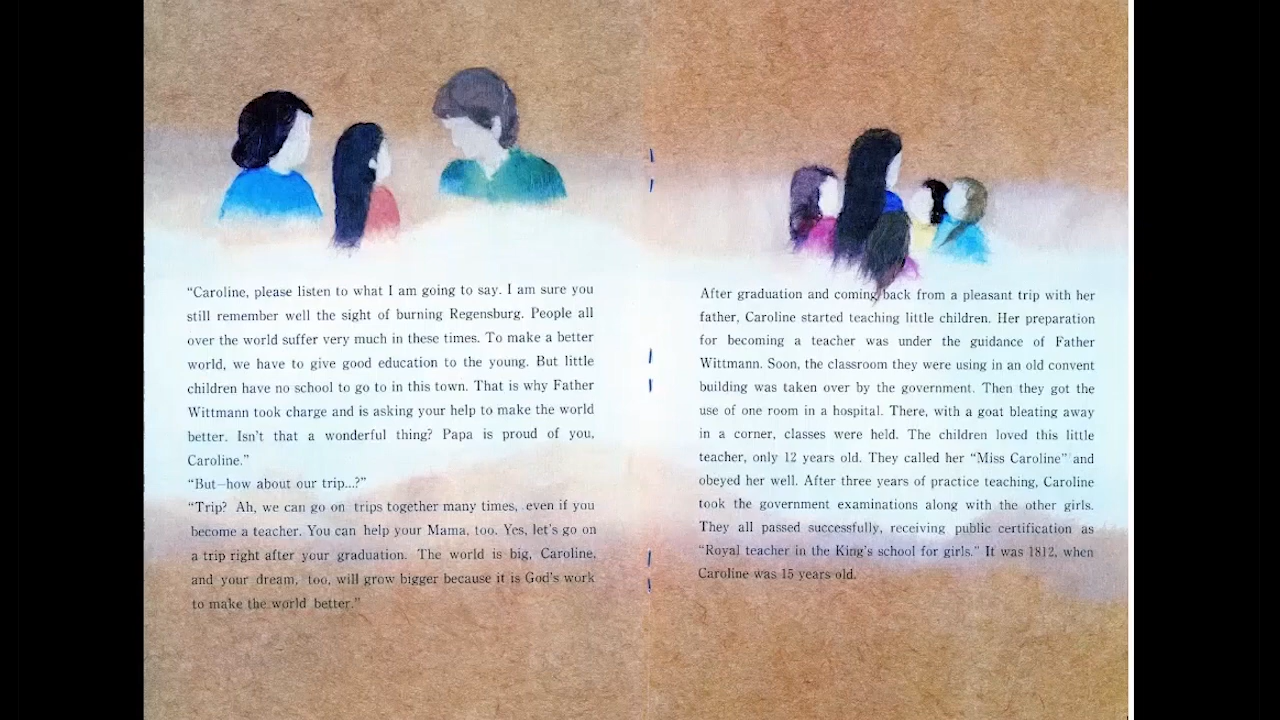 “Caroline, please listen to what I am going to say. I am sure you
still remember well the sight of burning Regensburg. People all
over the world suffer very much in these times. To make a better
world, we have to give good education to the young. But little
children have no school to go to in this town. That is why Father
Wittmann took charge and is asking your help to make the world
better. Isn’t that a wonderful thing? Papa is proud of you,
Caroline.”
“But—how about our trip...?”
“Trip? Ah, we can go on trips together many times, even if you
become a teacher. You can help your Mama, too. Yes, let’s go on
a trip right after your graduation. The world is big, Caroline,
and your dream, too, will grow bigger because it is God’s work
to make the world better.”
After graduation and coming back from a pleasant trip with her
father, Caroline started teaching little children. Her preparation
for becoming a teacher was under the guidance of Father
Wittmann. Soon, the classroom they were using in an old convent
building was taken over by the government. Then they got the
use of one room in a hospital. There, with a goat bleating away
in a corner, classes were held. The children loved this little
teacher, only 12 years old. They called her “Miss Caroline” and
obeyed her well. After three years of practice teaching, Caroline
took the government examinations along with the other girls.
They all passed successfully, receiving public certification as
“Royal teacher in the King’s school for girls.” It was 1812, when
Caroline was 15 years old.